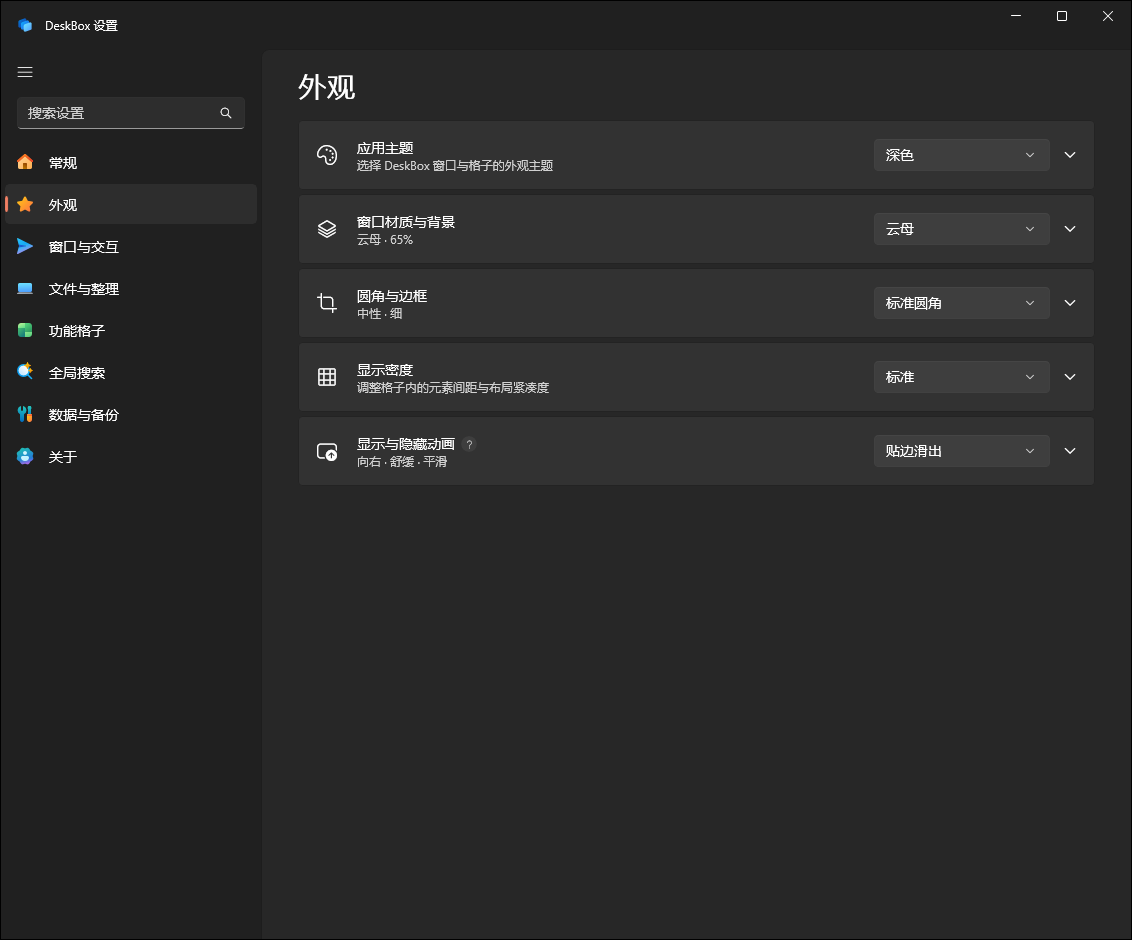 DeskBox 设置
搜索设置
常规
外观
窗口与交互
文件与整理
功能格子
全局搜索
数据与备份
关于
外观
应用主题
选择 DeskBox 窗口与格子的外观主题
深色
窗口材质与背景
云母 · 65%
云母
圆角与边框
中性 · 细
标准圆角
显示密度
调整格子内的元素间距与布局紧凑度
标准
显示与隐藏动画 ?
向右 · 舒缓 · 平滑
贴边滑出